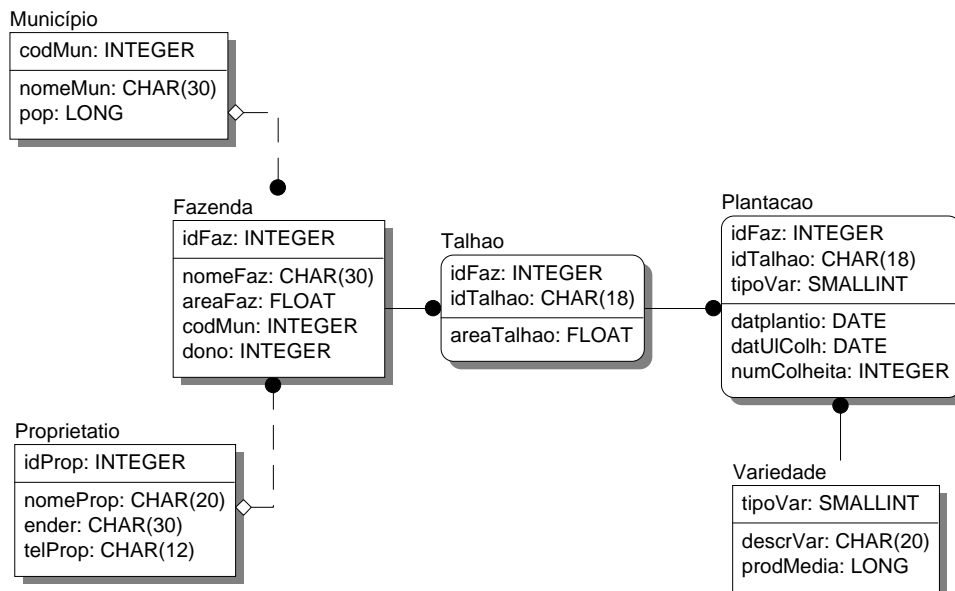 Município
codMun: INTEGER
nomeMun: CHAR(30)
pop: LONG
Fazenda
idFaz: INTEGER
nomeFaz: CHAR(30)
areaFaz: FLOAT
codMun: INTEGER
dono: INTEGER
Talhao
idFaz: INTEGER
idTalhao: CHAR(18)
areaTalhao: FLOAT
Plantacao
idFaz: INTEGER
idTalhao: CHAR(18)
tipoVar: SMALLINT
datplantio: DATE
datUlColh: DATE
numColheita: INTEGER
Proprietatio
idProp: INTEGER
nomeProp: CHAR(20)
ender: CHAR(30)
telProp: CHAR(12)
Variedade
tipoVar: SMALLINT
descrVar: CHAR(20)
prodMedia: LONG